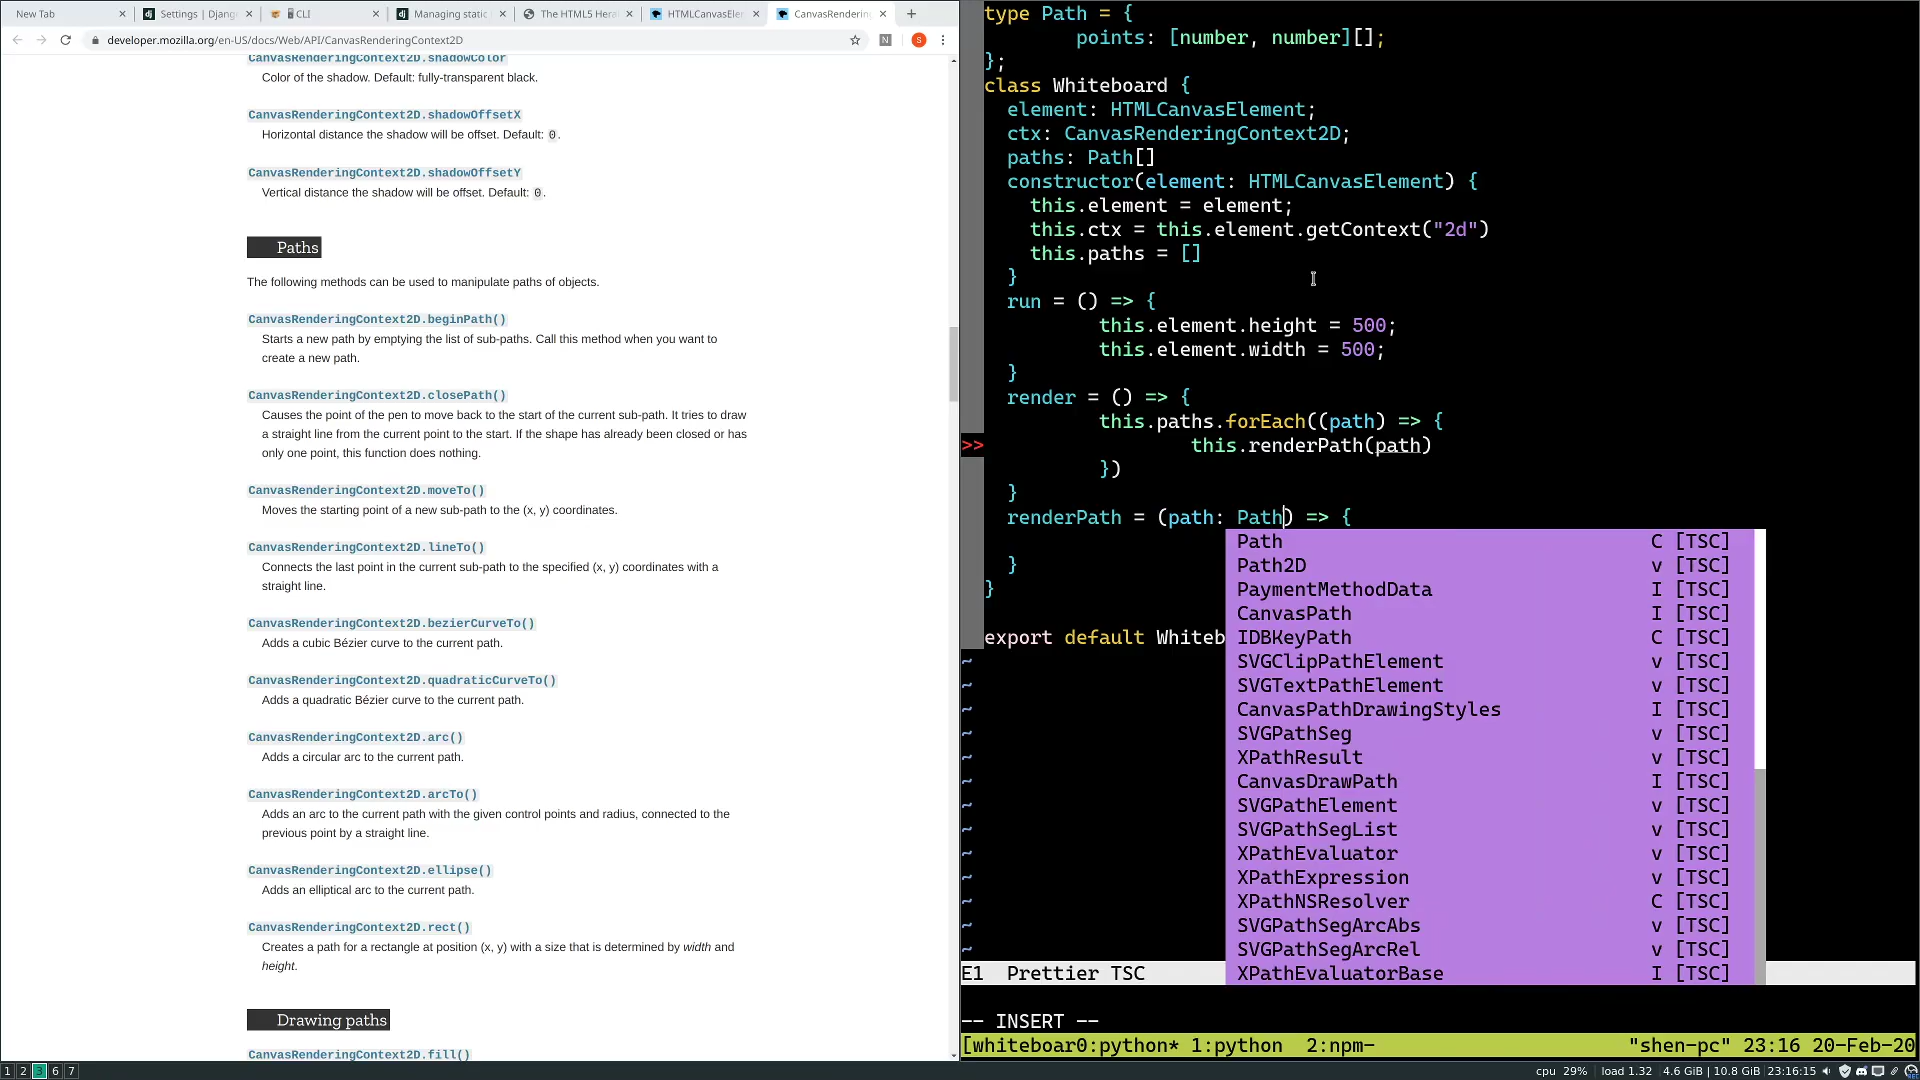 New Tab
Settings | Djang
CLI
Managing static
The HTML5 Hera
HTMLCanvasElem
CanvasRendering
developer.mozilla.org/en-US/docs/Web/API/CanvasRenderingContext2D
N
S
CanvasRenderingContext2D.shadowColor
Color of the shadow. Default: fully-transparent black.
CanvasRenderingContext2D.shadowOffsetX
Horizontal distance the shadow will be offset. Default: 0.
CanvasRenderingContext2D.shadowOffsetY
Vertical distance the shadow will be offset. Default: 0.
Paths
The following methods can be used to manipulate paths of objects.
CanvasRenderingContext2D.beginPath()
Starts a new path by emptying the list of sub-paths. Call this method when you want to
create a new path.
CanvasRenderingContext2D.closePath()
Causes the point of the pen to move back to the start of the current sub-path. It tries to draw
a straight line from the current point to the start. If the shape has already been closed or has
only one point, this function does nothing.
CanvasRenderingContext2D.moveTo()
Moves the starting point of a new sub-path to the (x, y) coordinates.
CanvasRenderingContext2D.lineTo()
Connects the last point in the current sub-path to the specified (x, y) coordinates with a
straight line.
CanvasRenderingContext2D.bezierCurveTo()
Adds a cubic Bézier curve to the current path.
CanvasRenderingContext2D.quadraticCurveTo()
Adds a quadratic Bézier curve to the current path.
CanvasRenderingContext2D.arc()
Adds a circular arc to the current path.
CanvasRenderingContext2D.arcTo()
Adds an arc to the current path with the given control points and radius, connected to the
previous point by a straight line.
CanvasRenderingContext2D.ellipse()
Adds an elliptical arc to the current path.
CanvasRenderingContext2D.rect()
Creates a path for a rectangle at position (x, y) with a size that is determined by width and
height.
Drawing paths
CanvasRenderingContext2D.fill()
type Path = {
points: [number, number][];
};
class Whiteboard {
element: HTMLCanvasElement;
ctx: CanvasRenderingContext2D;
paths: Path[]
constructor(element: HTMLCanvasElement) {
this.element = element;
this.ctx = this.element.getContext("2d")
this.paths = []
}
run = () => {
this.element.height = 500;
this.element.width = 500;
}
render = () => {
this.paths.forEach((path) => {
>> this.renderPath(path)
})
}
renderPath = (path: Path) => {
}
}
export default Whiteb
Path C [TSC]
Path2D v [TSC]
PaymentMethodData I [TSC]
CanvasPath I [TSC]
IDBKeyPath C [TSC]
SVGClipPathElement v [TSC]
SVGTextPathElement v [TSC]
CanvasPathDrawingStyles I [TSC]
SVGPathSeg v [TSC]
XPathResult v [TSC]
CanvasDrawPath I [TSC]
SVGPathElement v [TSC]
SVGPathSegList v [TSC]
XPathEvaluator v [TSC]
XPathExpression v [TSC]
XPathNSResolver C [TSC]
SVGPathSegArcAbs v [TSC]
SVGPathSegArcRel v [TSC]
XPathEvaluatorBase I [TSC]
~
~
~
~
~
~
~
~
~
~
~
~
~
E1 Prettier TSC
-- INSERT --
[whiteboar0:python* 1:python 2:npm- "shen-pc" 23:16 20-Feb-20
1 2 3 6 7
cpu 29% load 1.32 4.6 GiB | 10.8 GiB 23:16:15